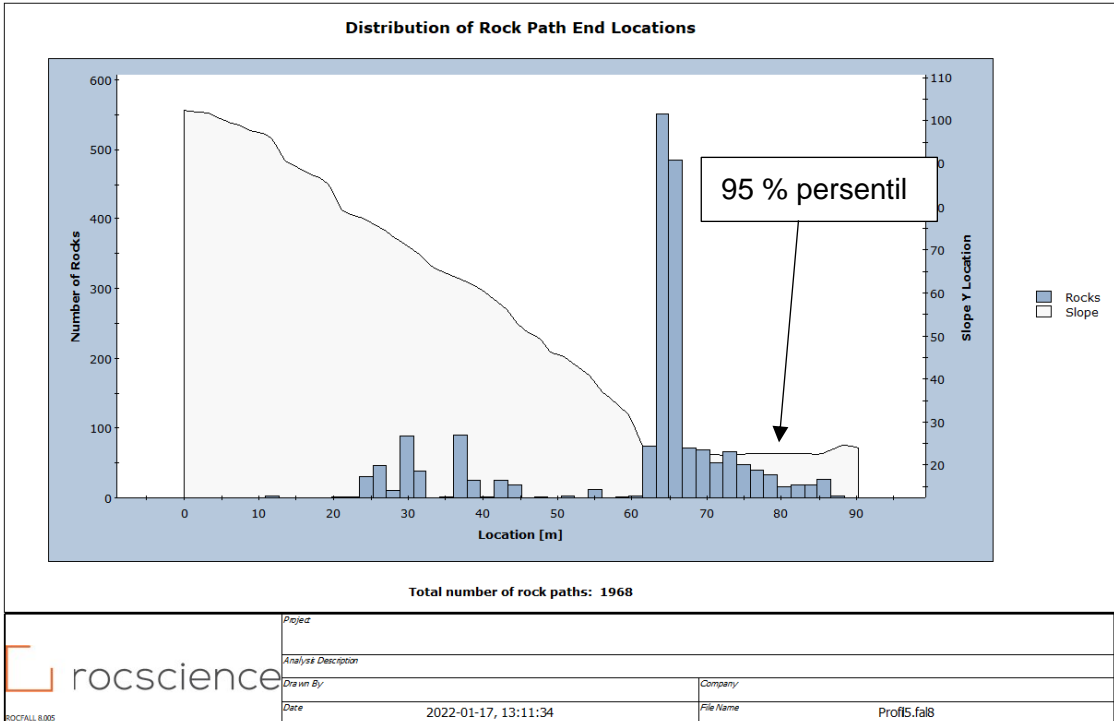 Distribution of Rock Path End Locations
600
500
400
300
200
100
0
Number of Rocks
110
100
70
60
50
40
30
20
Slope Y Location
95 % persentil
Rocks
Slope
0 10 20 30 40 50 60 70 80 90
Location [m]
Total number of rock paths: 1968
rocscience
ROCFALL 8.005
Project
Analysis Description
Drawn By
Company
Date
2022-01-17, 13:11:34
File Name
Profil5.fal8